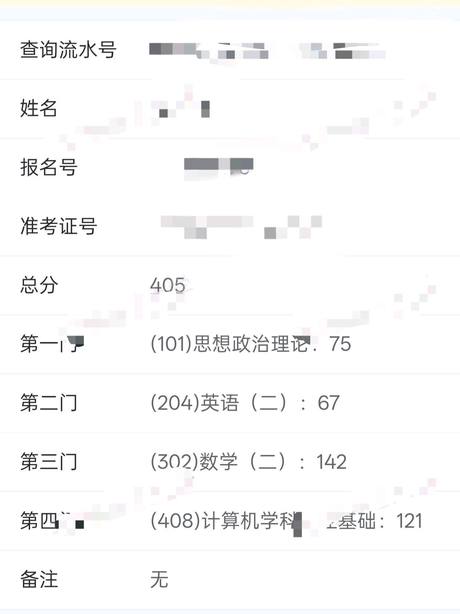 查询流水号
姓名
报名号
准考证号
总分 405
第一门 (101)思想政治理论：75
第二门 (204)英语（二）：67
第三门 (302)数学（二）：142
第四 (408)计算机学科 基础：121
备注 无